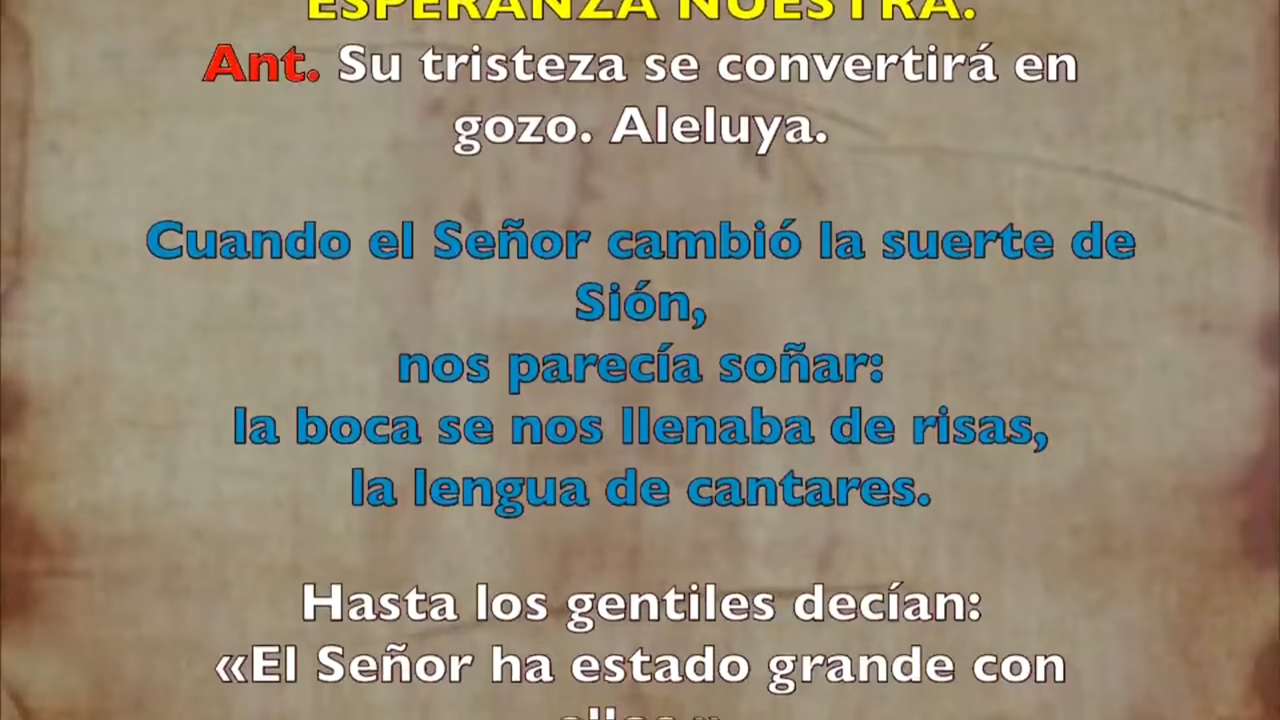 ESPERANZA NUESTRA.
Ant. Su tristeza se convertirá en
gozo. Aleluya.
Cuando el Señor cambió la suerte de
Sión,
nos parecía soñar:
la boca se nos llenaba de risas,
la lengua de cantares.
Hasta los gentiles decían:
«El Señor ha estado grande con